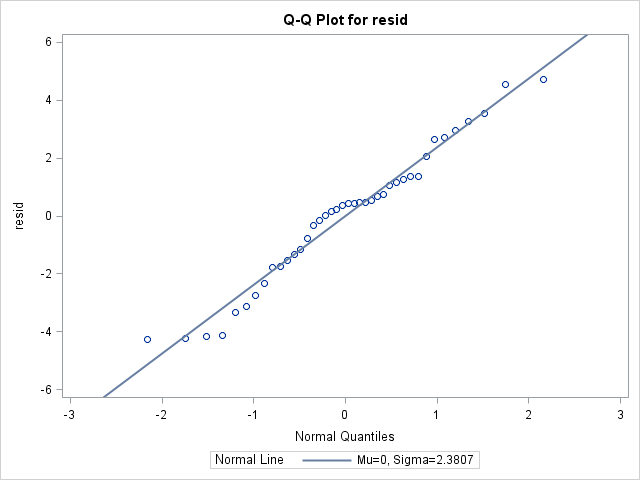 Q-Q Plot for resid
6
4
2
0
-2
-4
-6
resid
-3 -2 -1 0 1 2 3
Normal Quantiles
Normal Line Mu=0, Sigma=2.3807